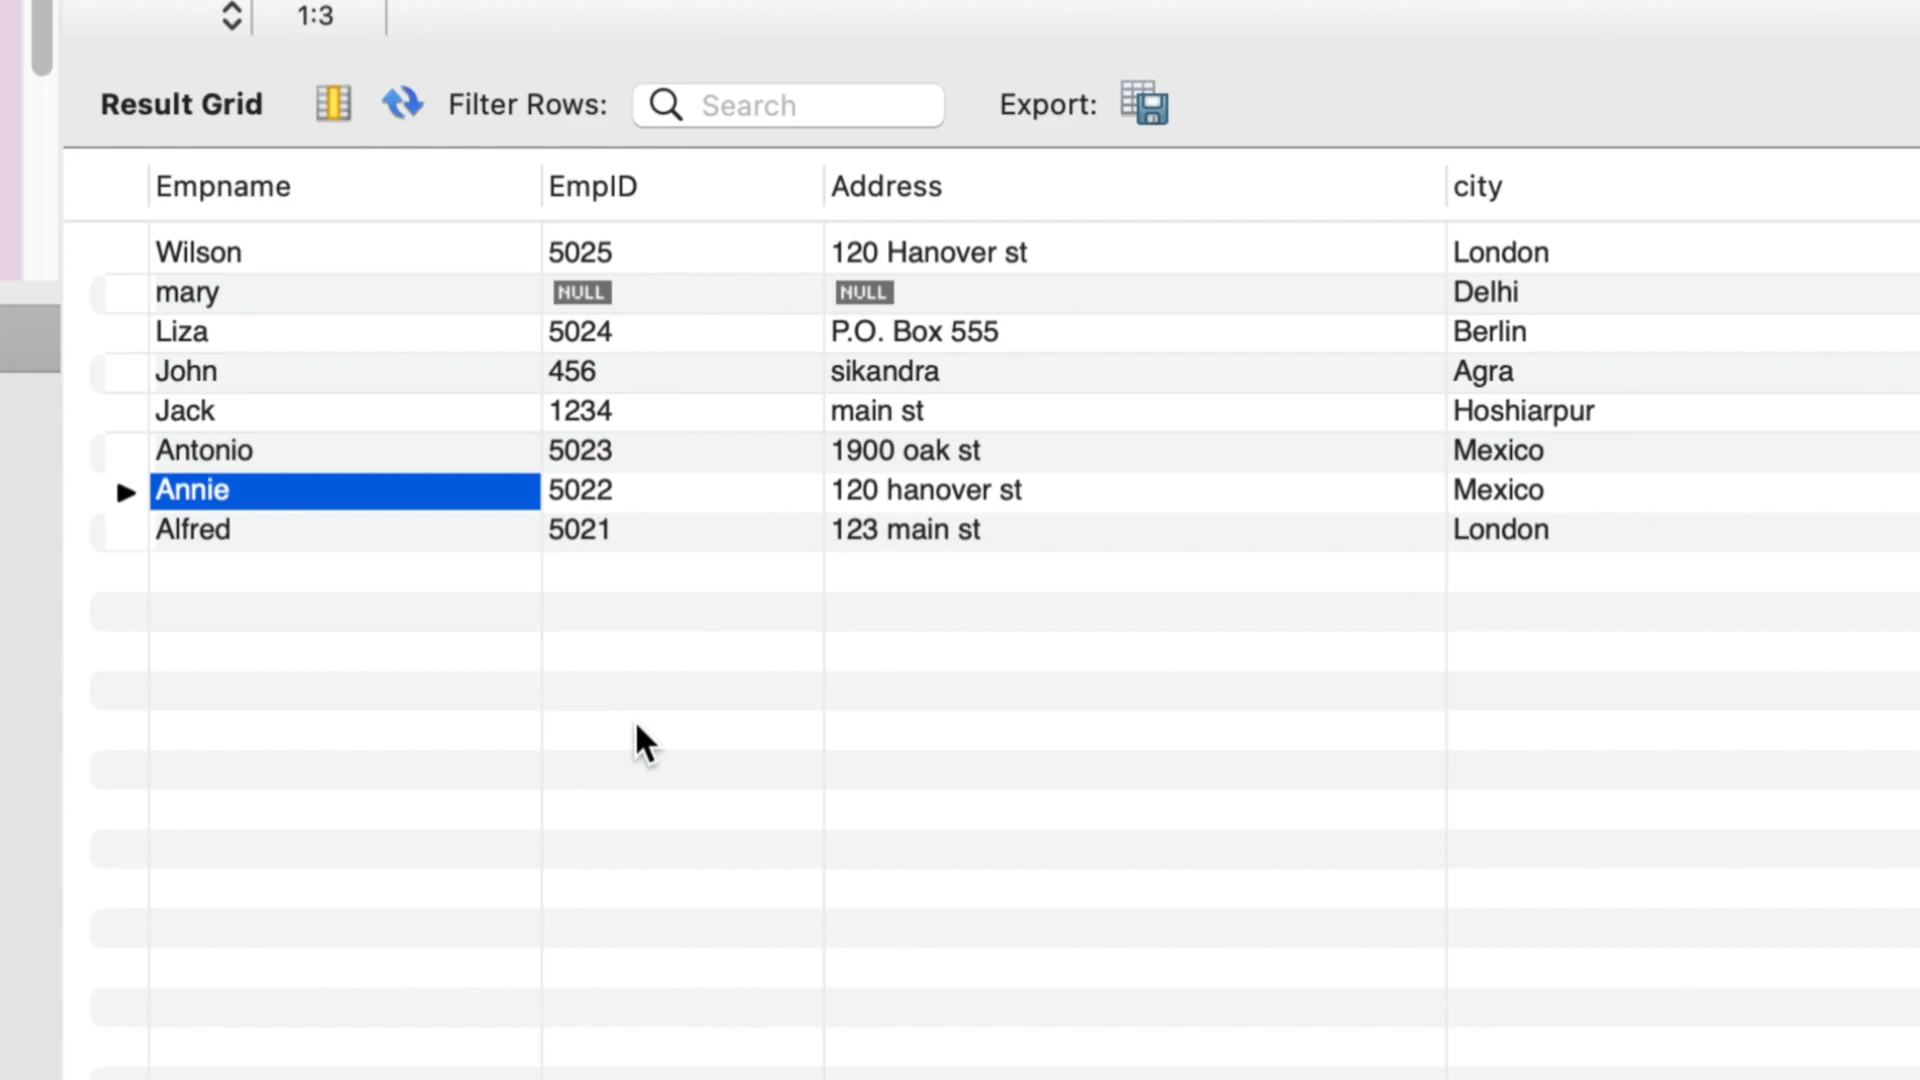 1:3
Result Grid Filter Rows: Search Export:
Empname EmpID Address city
Wilson 5025 120 Hanover st London
mary NULL NULL Delhi
Liza 5024 P.O. Box 555 Berlin
John 456 sikandra Agra
Jack 1234 main st Hoshiarpur
Antonio 5023 1900 oak st Mexico
Annie 5022 120 hanover st Mexico
Alfred 5021 123 main st London